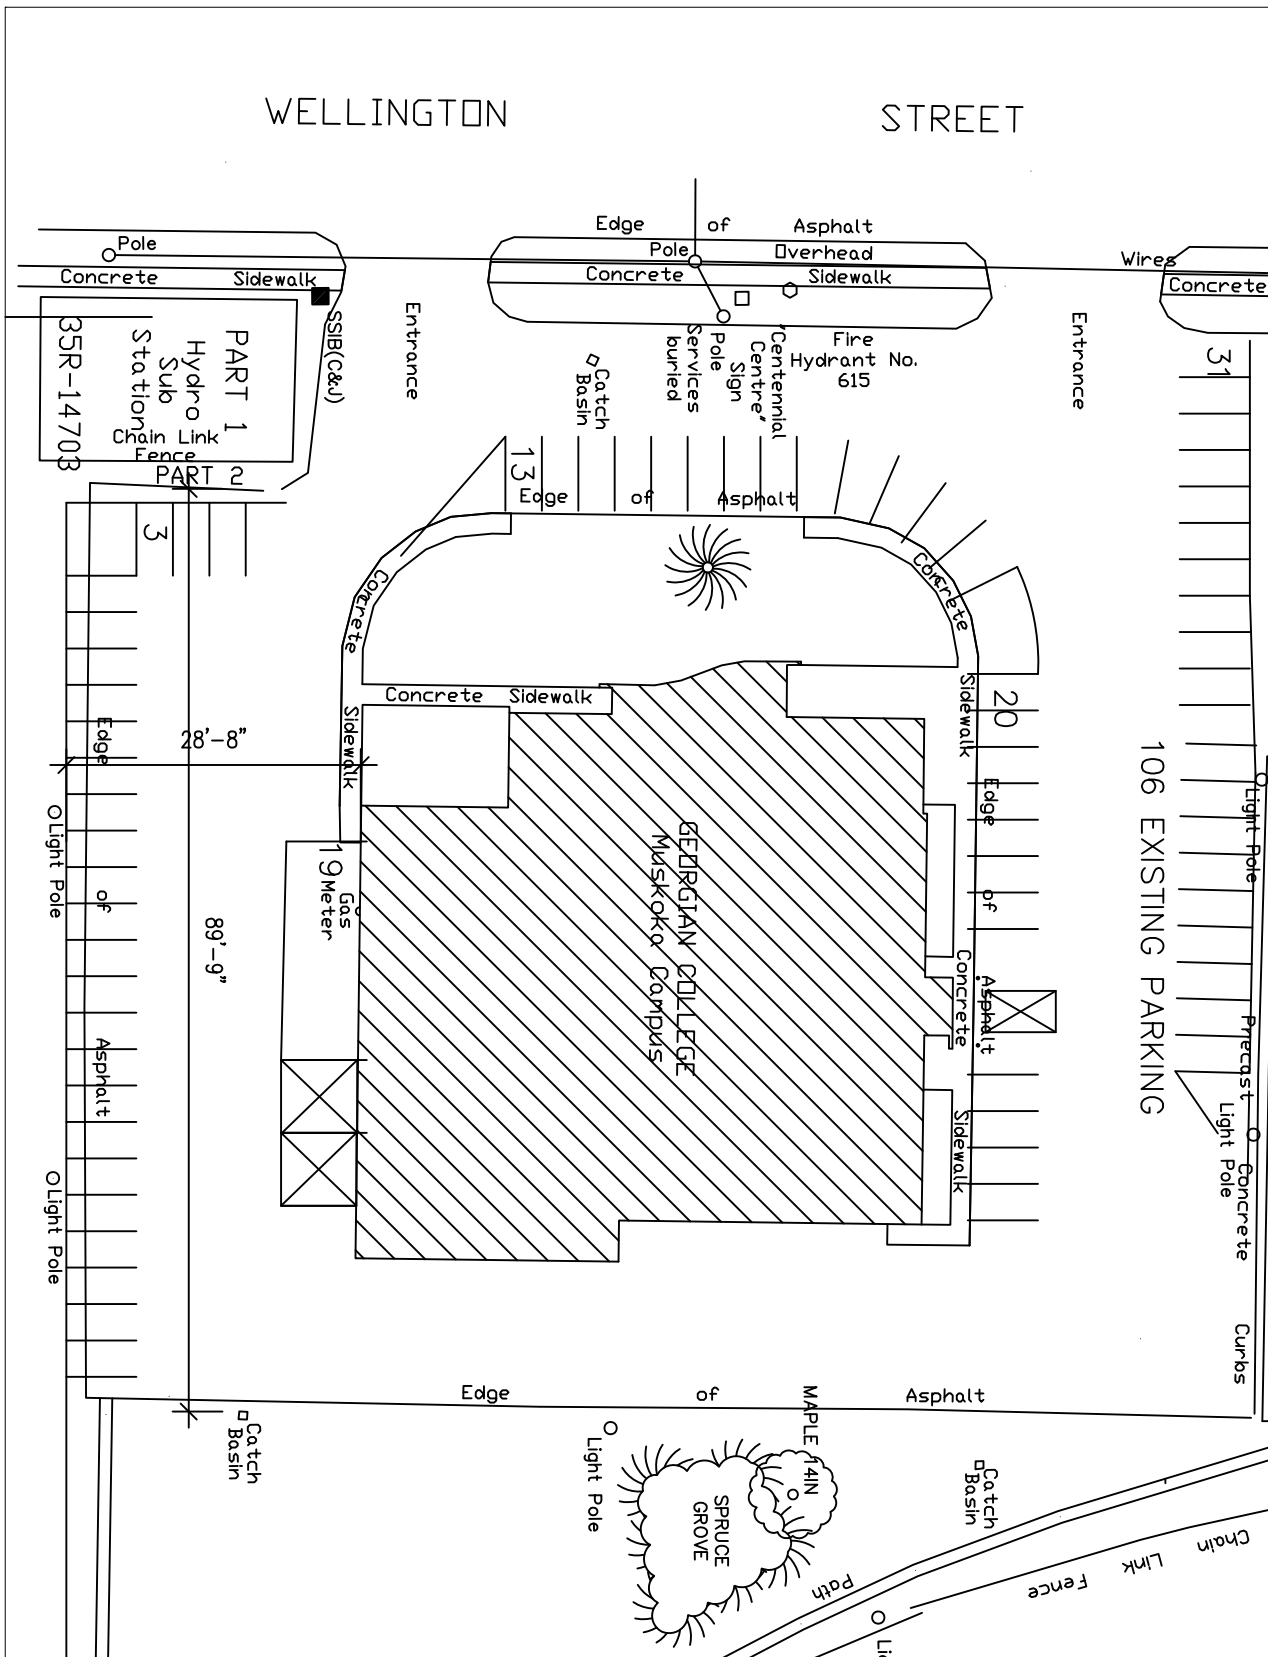 WELLINGTON STREET
Edge of Asphalt
Pole
Pole
Overhead
Wires
Concrete Sidewalk
Concrete Sidewalk
Concrete
SSIB(C&J)
Entrance
Entrance
PART 1
Hydro
Sub
Station
35R-14703
Chain Link
Fence
PART 2
Services
buried
Pole
Sign
"Centennial
Centre"
Fire
Hydrant No.
615
Catch
Basin
31
13
Edge of Asphalt
3
Concrete
Concrete
Concrete Sidewalk
Sidewalk
Sidewalk
20
28'-8"
Edge of Asphalt
Edge of Asphalt
Light Pole
Light Pole
106 EXISTING PARKING
GEORGIAN COLLEGE
Muskoka Campus
19
Gas
Meter
89'-9"
Concrete
Sidewalk
Precast Concrete Curbs
Light Pole
Light Pole
Edge of Asphalt
Catch
Basin
Light Pole
MAPLE 14IN
SPRUCE
GROVE
Catch
Basin
Path
Chain Link Fence